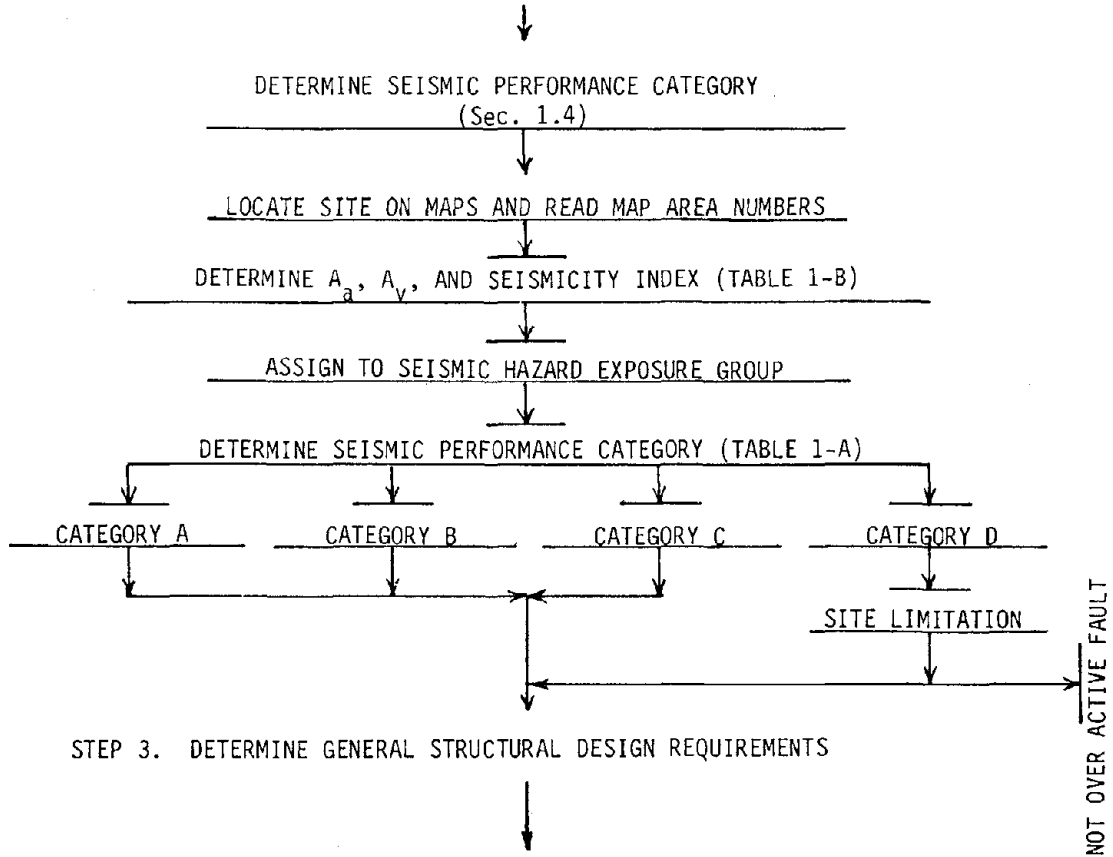 DETERMINE SEISMIC PERFORMANCE CATEGORY
(Sec. 1.4)
LOCATE SITE ON MAPS AND READ MAP AREA NUMBERS
DETERMINE Aa, Av, AND SEISMICITY INDEX (TABLE 1-B)
ASSIGN TO SEISMIC HAZARD EXPOSURE GROUP
DETERMINE SEISMIC PERFORMANCE CATEGORY (TABLE 1-A)
CATEGORY A
CATEGORY B
CATEGORY C
CATEGORY D
SITE LIMITATION
NOT OVER ACTIVE FAULT
STEP 3. DETERMINE GENERAL STRUCTURAL DESIGN REQUIREMENTS